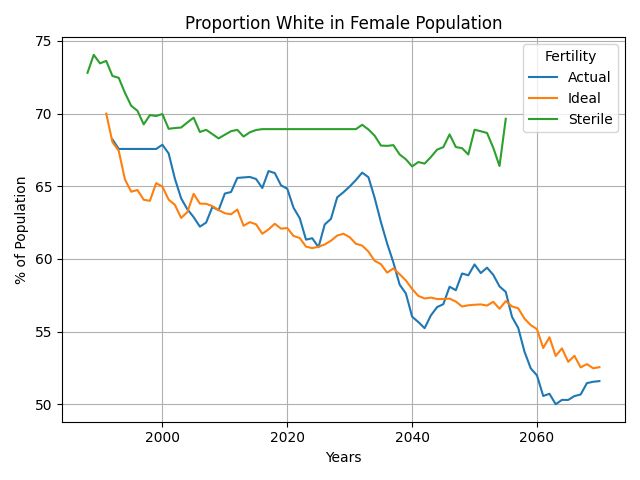 Proportion White in Female Population
% of Population
75
70
65
60
55
50
2000
2020
2040
2060
Years
Fertility
Actual
Ideal
Sterile